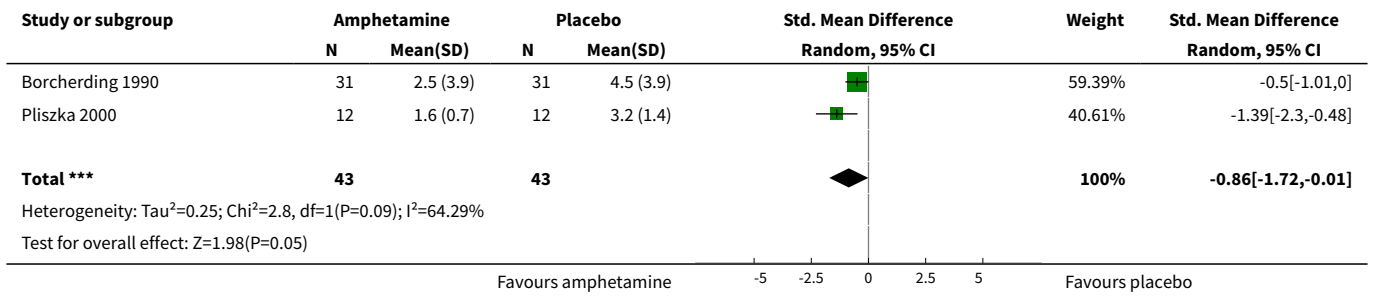 Study or subgroup Amphetamine Placebo Std. Mean Difference Weight Std. Mean Difference
N Mean(SD) N Mean(SD) Random, 95% CI Random, 95% CI
Borcherding 1990 31 2.5 (3.9) 31 4.5 (3.9) 59.39% -0.5[-1.01,0]
Pliszka 2000 12 1.6 (0.7) 12 3.2 (1.4) 40.61% -1.39[-2.3,-0.48]
Total *** 43 43 100% -0.86[-1.72,-0.01]
Heterogeneity: Tau²=0.25; Chi²=2.8, df=1(P=0.09); I²=64.29%
Test for overall effect: Z=1.98(P=0.05)
Favours amphetamine -5 -2.5 0 2.5 5 Favours placebo